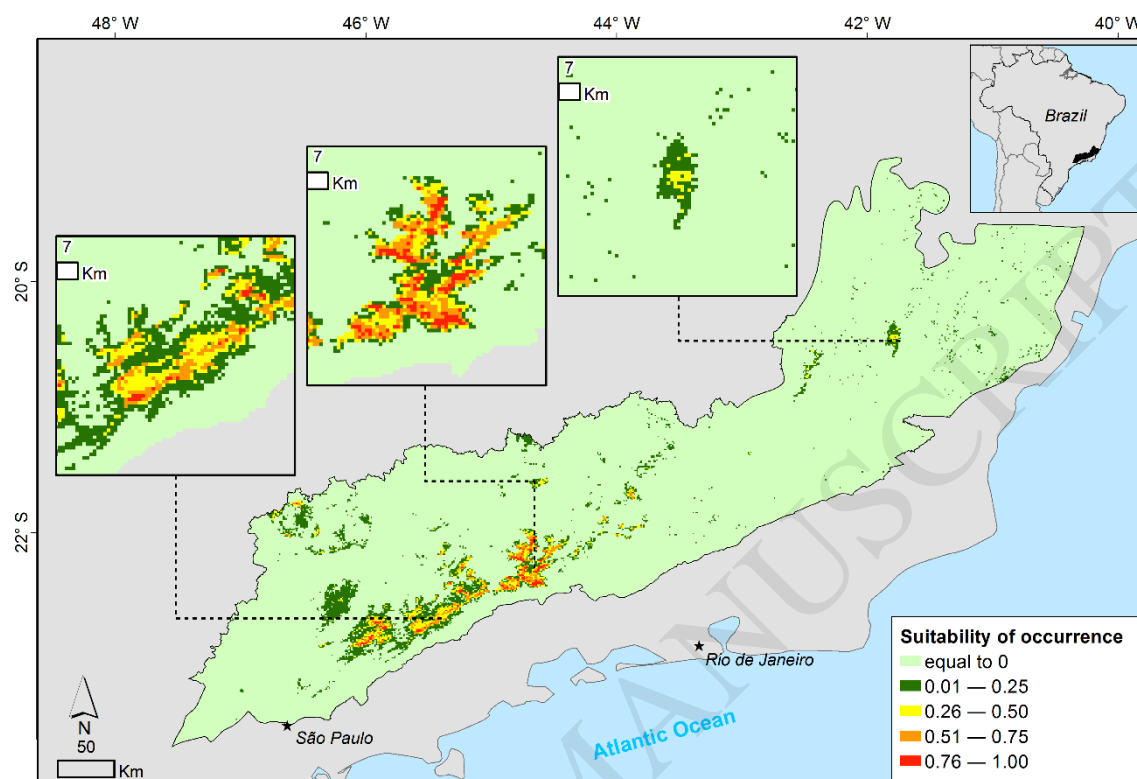 48° W 46° W 44° W 42° W 40° W
7
Km
Brazil
7
Km
7
Km
20° S
22° S
MANUSCRIPT
Suitability of occurrence
equal to 0
0.01 — 0.25
0.26 — 0.50
0.51 — 0.75
0.76 — 1.00
Rio de Janeiro
São Paulo
Atlantic Ocean
N
50
Km